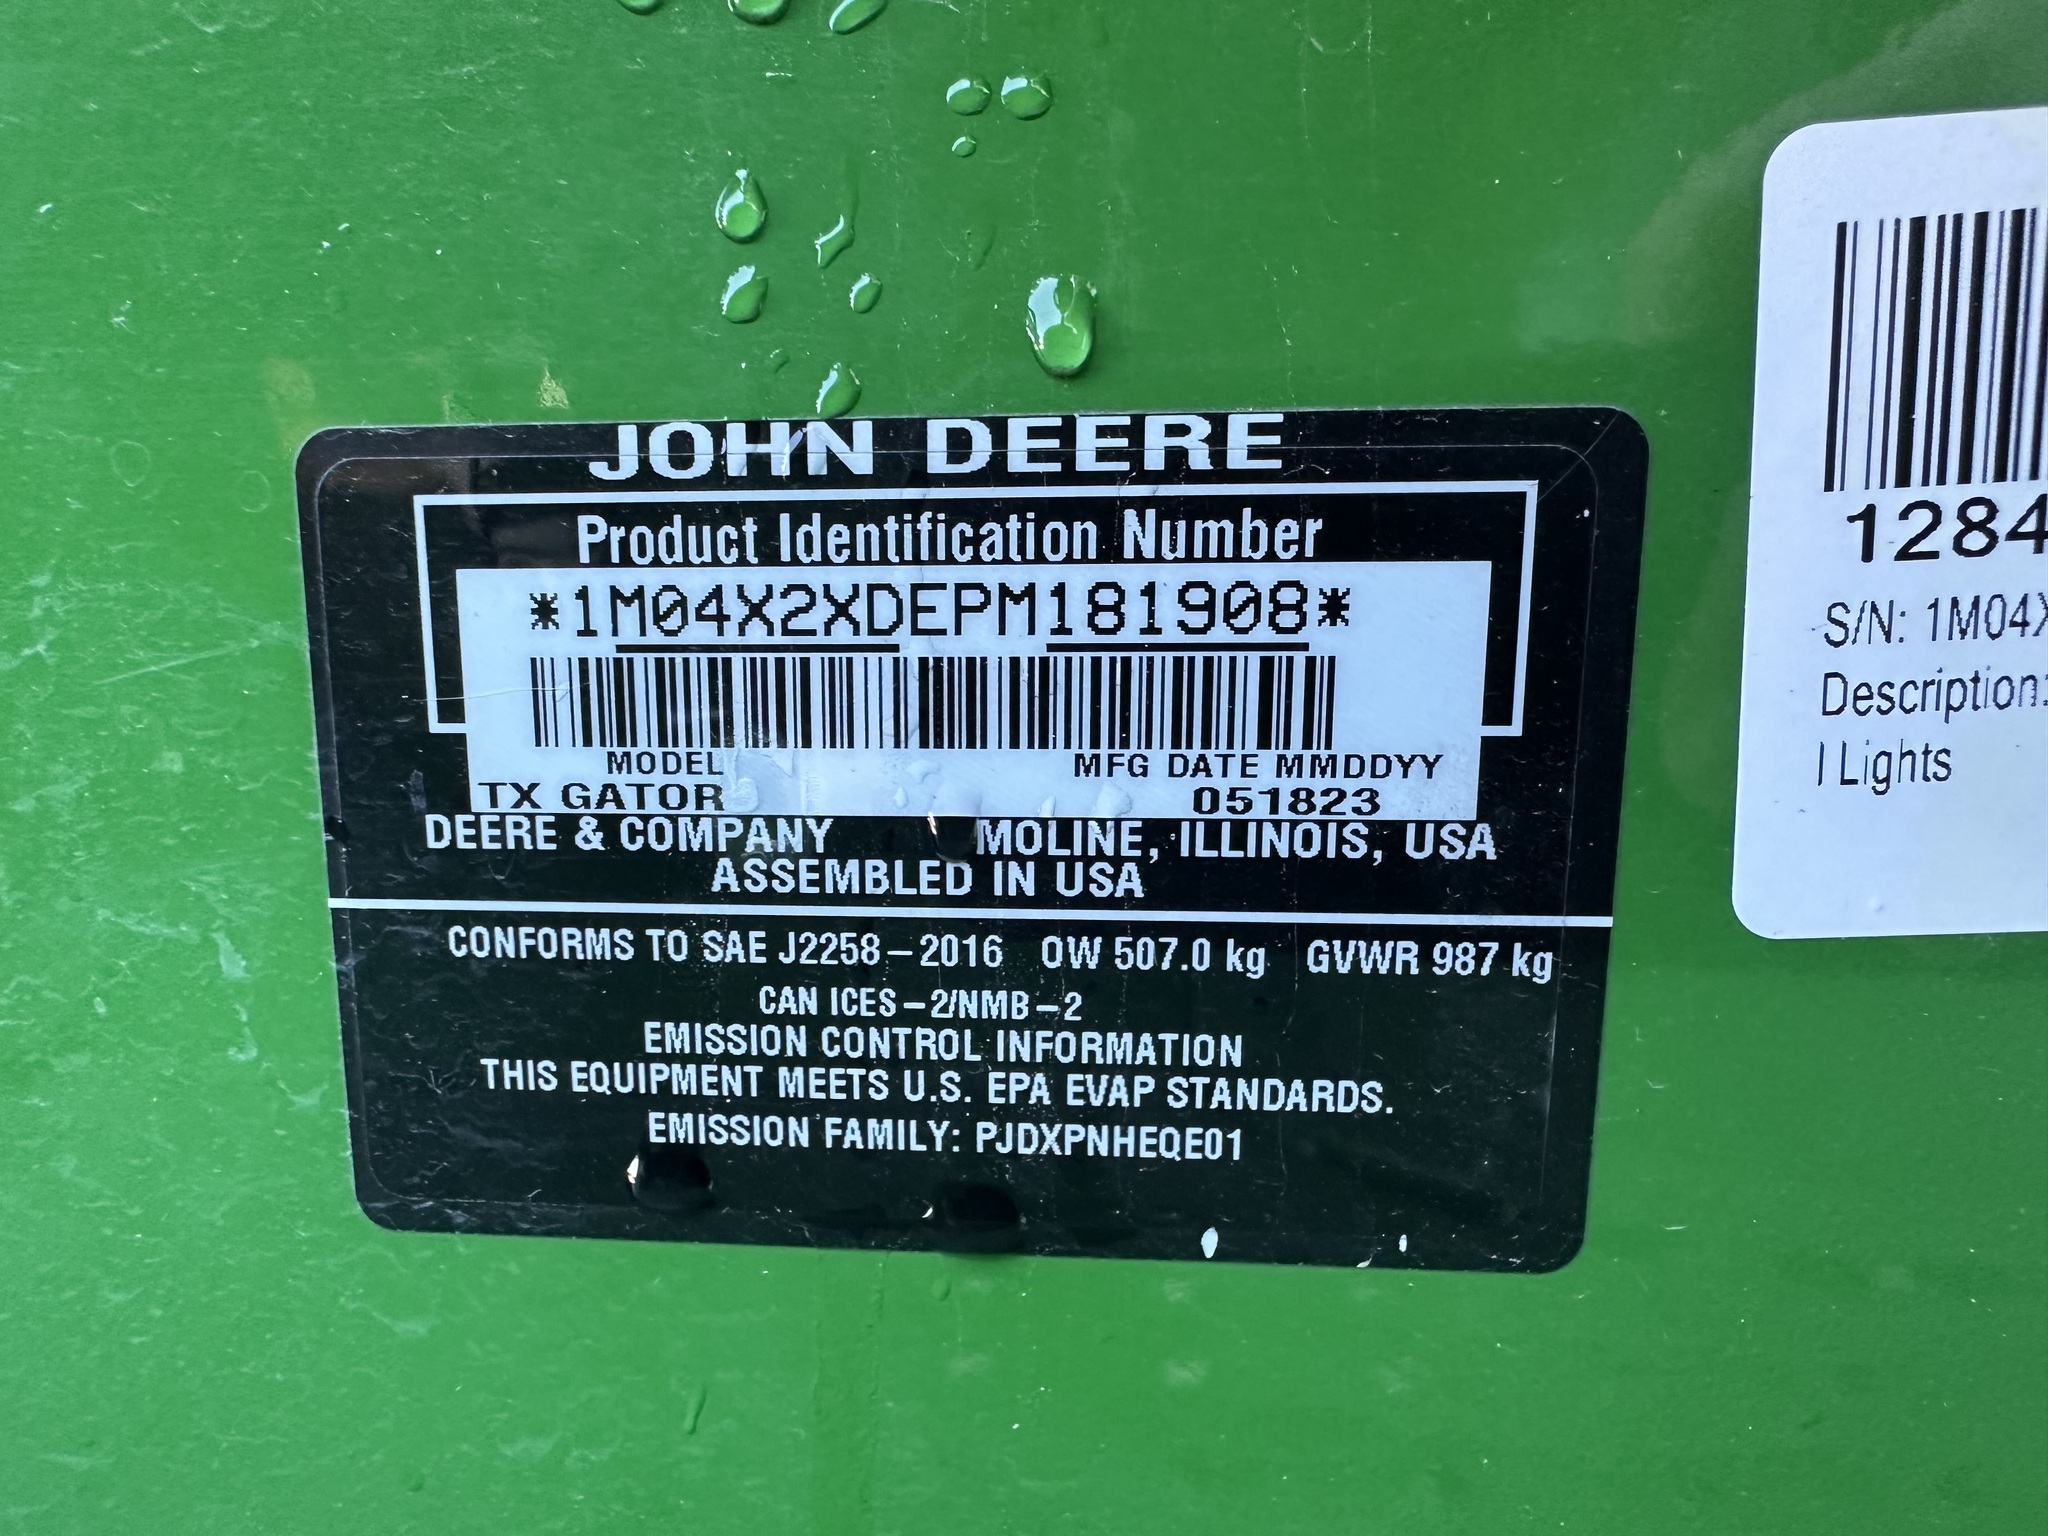 JOHN DEERE
Product Identification Number
*1M04X2XDEPM181908*
MODEL MFG DATE MMDDYY
TX GATOR 051823
DEERE & COMPANY MOLINE, ILLINOIS, USA
ASSEMBLED IN USA
CONFORMS TO SAE J2258-2016 OW 507.0 kg GVWR 987 kg
CAN ICES-2/NMB-2
EMISSION CONTROL INFORMATION
THIS EQUIPMENT MEETS U.S. EPA EVAP STANDARDS.
EMISSION FAMILY: PJDXPNHEQE01
1284
S/N: 1M04X
Description:
l Lights